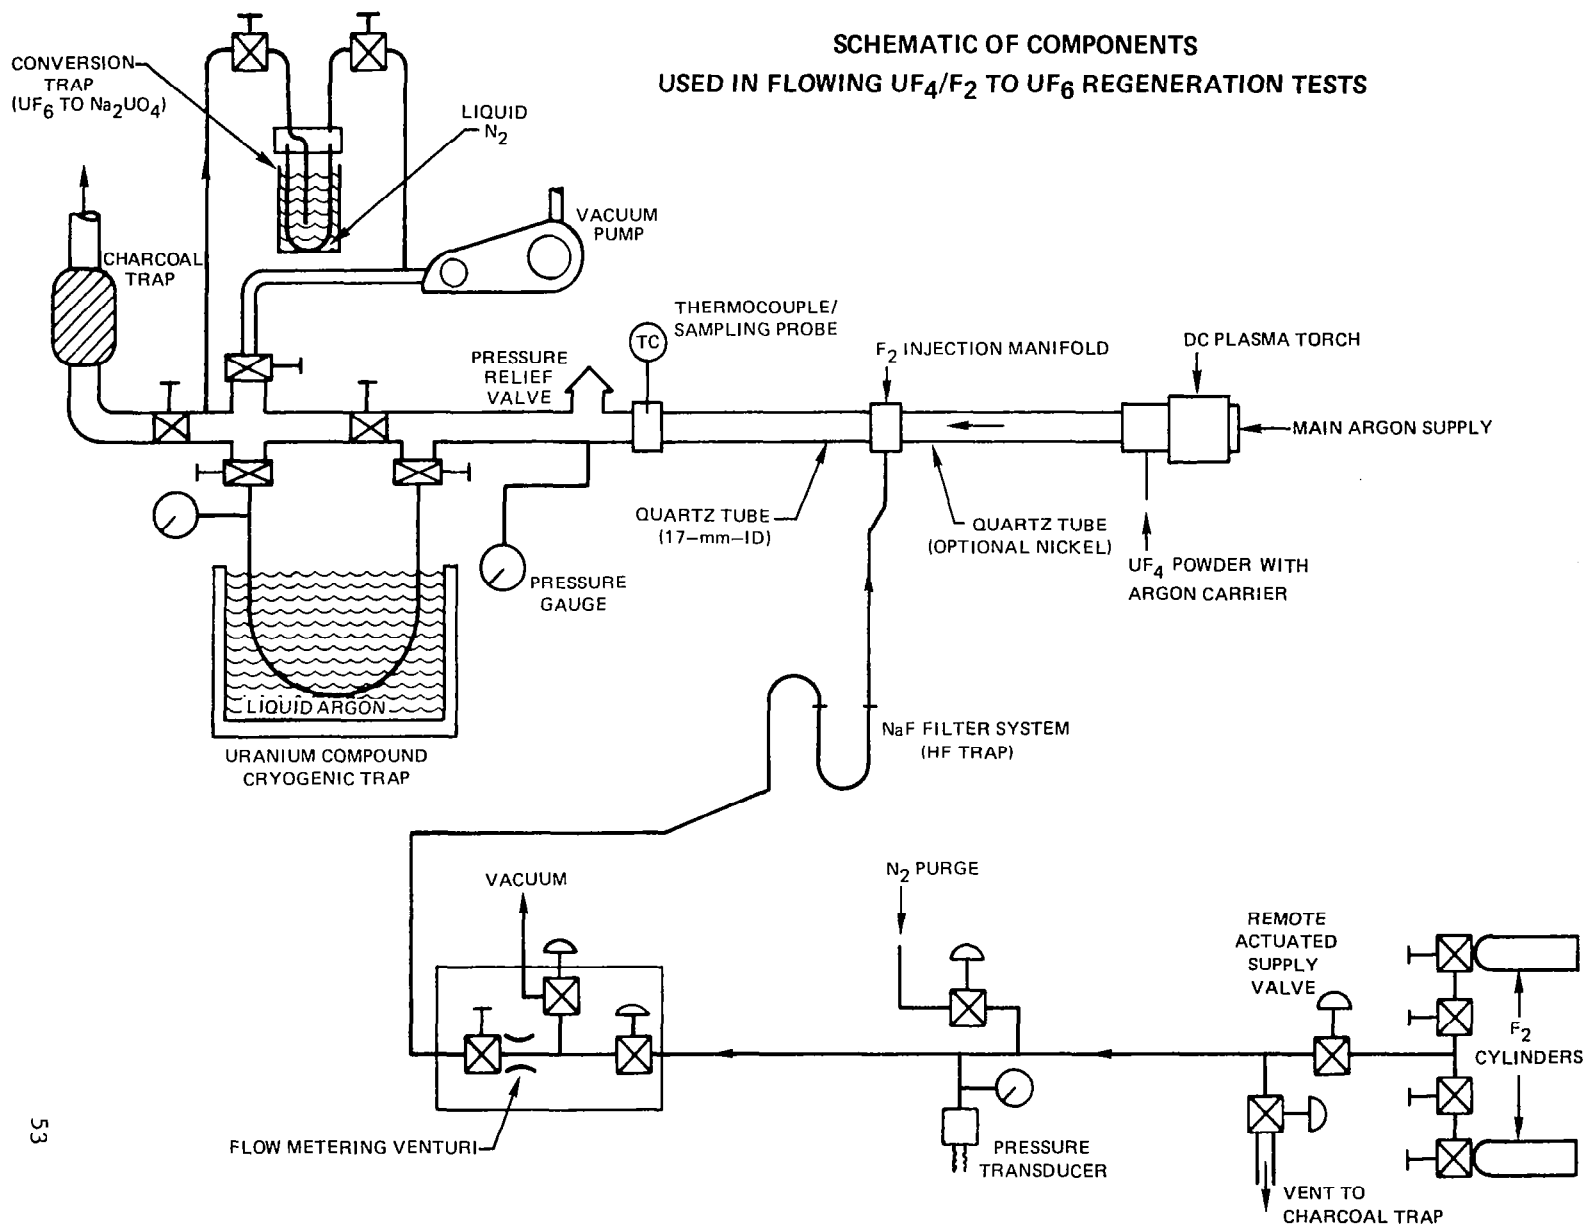 SCHEMATIC OF COMPONENTS
USED IN FLOWING UF4/F2 TO UF6 REGENERATION TESTS
CONVERSION
TRAP
(UF6 TO Na2UO4)
LIQUID
N2
VACUUM
PUMP
CHARCOAL
TRAP
THERMOCOUPLE/
SAMPLING PROBE
TC
PRESSURE
RELIEF
VALVE
F2 INJECTION MANIFOLD
DC PLASMA TORCH
MAIN ARGON SUPPLY
QUARTZ TUBE
(17-mm-ID)
QUARTZ TUBE
(OPTIONAL NICKEL)
UF4 POWDER WITH
ARGON CARRIER
PRESSURE
GAUGE
LIQUID ARGON
URANIUM COMPOUND
CRYOGENIC TRAP
NaF FILTER SYSTEM
(HF TRAP)
VACUUM
N2 PURGE
REMOTE
ACTUATED
SUPPLY
VALVE
F2
CYLINDERS
FLOW METERING VENTURI
PRESSURE
TRANSDUCER
VENT TO
CHARCOAL TRAP
53